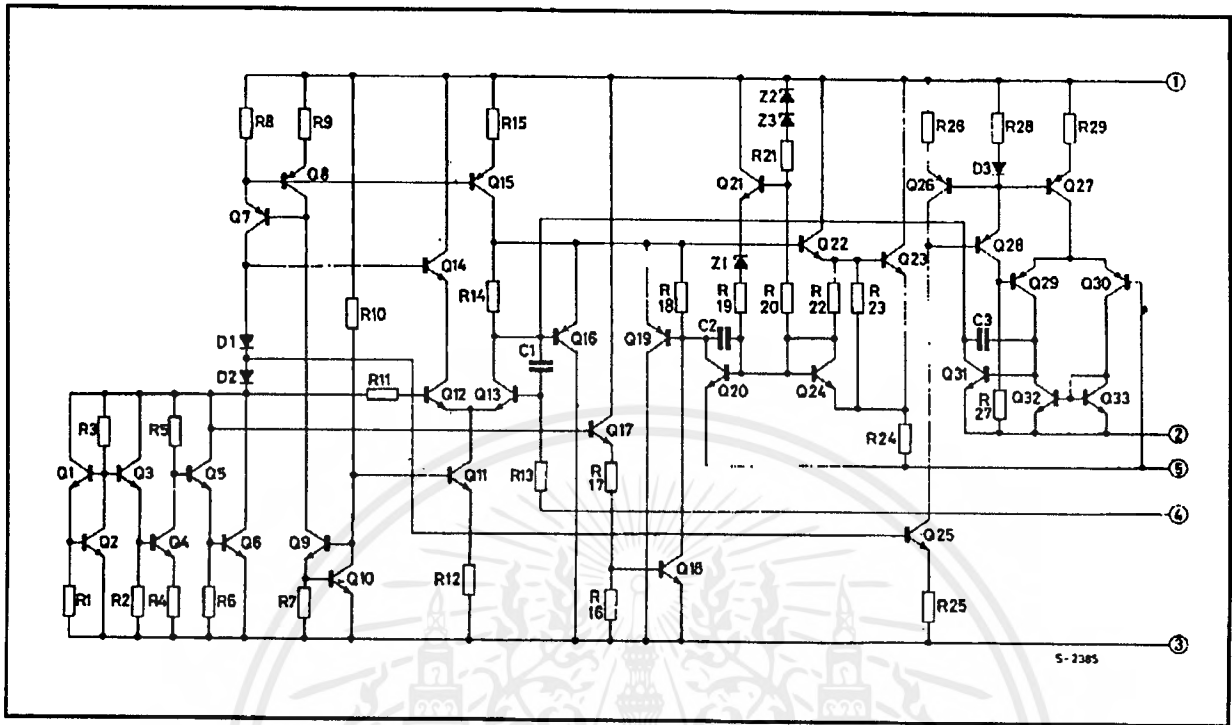 ①
Z2
Z3
R8
R9
R15
R21
R26
R28
R29
D3
Q8
Q15
Q21
Q26
Q27
Q7
Q14
Q22
Q23
Q28
Z1
Q29
Q30
R10
R14
R18
R19
R20
R22
R23
D1
D2
C1
Q16
Q19
C2
C3
R11
Q12
Q13
Q20
Q24
Q31
R27
Q32
Q33
②
R3
R5
Q17
R24
Q1
Q3
Q5
Q11
R13
R17
⑤
④
Q2
Q4
Q6
Q9
Q10
Q18
Q25
R1
R2
R4
R6
R7
R12
R16
R25
③
S-2385